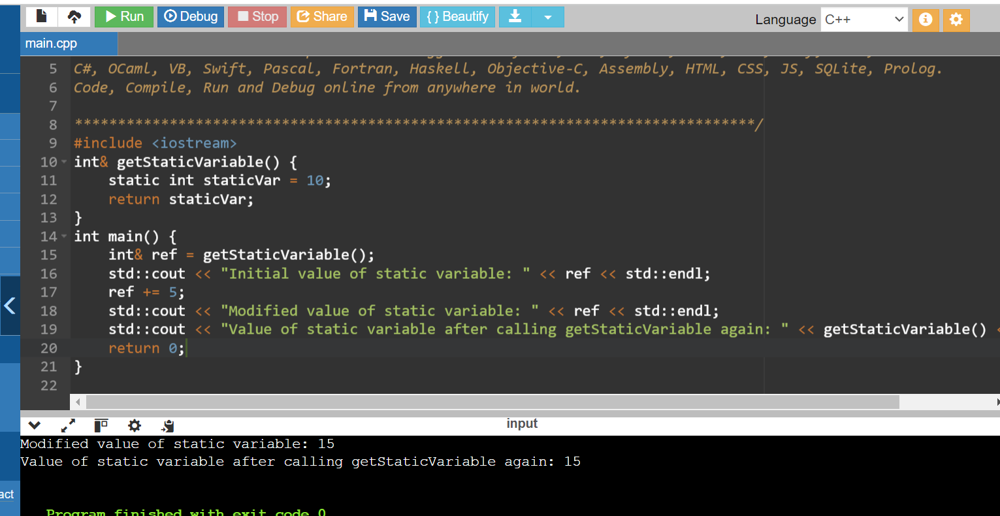 Run Debug Stop Share Save { } Beautify Language C++
main.cpp
5 C#, OCaml, VB, Swift, Pascal, Fortran, Haskell, Objective-C, Assembly, HTML, CSS, JS, SQLite, Prolog.
6 Code, Compile, Run and Debug online from anywhere in world.
7
8 *******************************************************************************/
9 #include <iostream>
10 int& getStaticVariable() {
11     static int staticVar = 10;
12     return staticVar;
13 }
14 int main() {
15     int& ref = getStaticVariable();
16     std::cout << "Initial value of static variable: " << ref << std::endl;
17     ref += 5;
18     std::cout << "Modified value of static variable: " << ref << std::endl;
19     std::cout << "Value of static variable after calling getStaticVariable again: " << getStaticVariable() <
20     return 0;
21 }
22
input
Modified value of static variable: 15
Value of static variable after calling getStaticVariable again: 15
act
Program finished with exit code 0